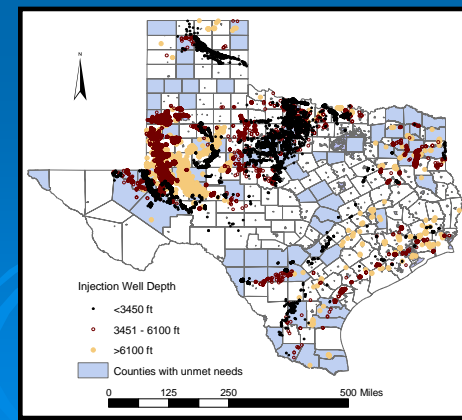 N
Injection Well Depth
<3450 ft
3451 - 6100 ft
>6100 ft
Counties with unmet needs
0 125 250 500 Miles